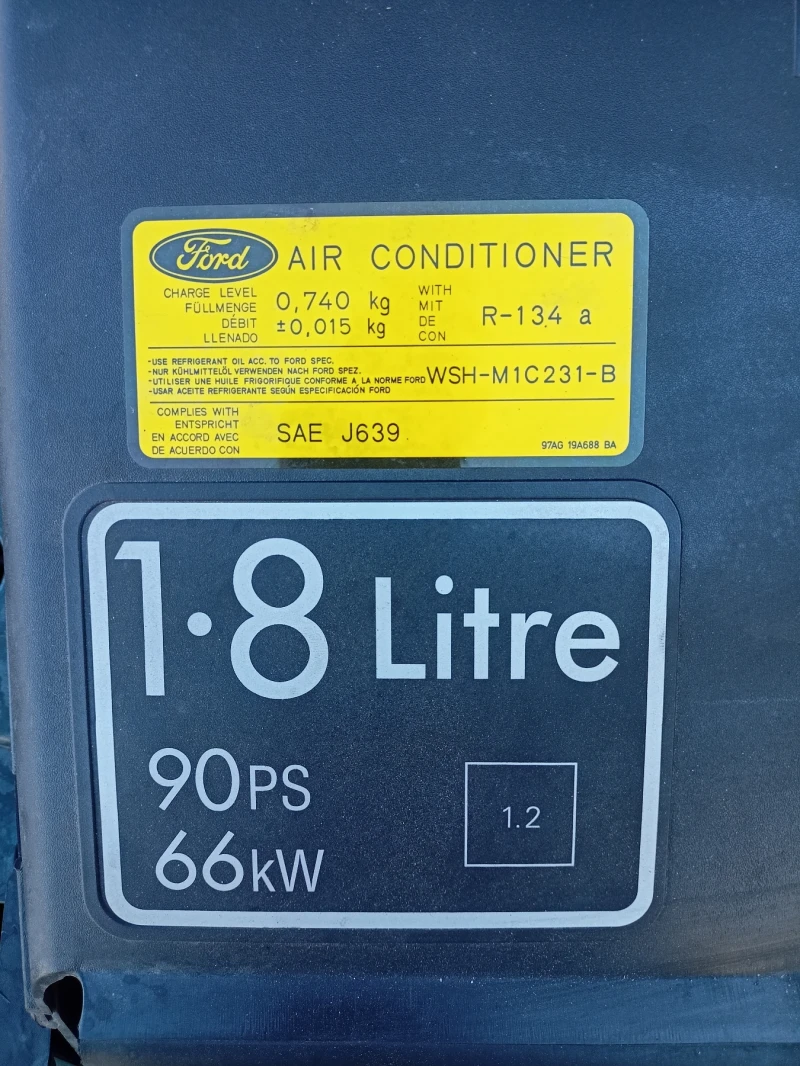 Ford AIR CONDITIONER
CHARGE LEVEL
FÜLLMENGE
DÉBIT
LLENADO
0,740 kg
±0,015 kg
WITH
MIT
DE
CON
R-134 a
-USE REFRIGERANT OIL ACC. TO FORD SPEC.
-NUR KÜHLMITTELÖL VERWENDEN NACH FORD SPEZ.
-UTILISER UNE HUILE FRIGORIFIQUE CONFORME A LA NORME FORD
-USAR ACEITE REFRIGERANTE SEGÚN ESPECIFICACIÓN FORD
WSH-M1C231-B
COMPLIES WITH
ENTSPRICHT
EN ACCORD AVEC
DE ACUERDO CON
SAE J639
97AG 19A688 BA
1·8 Litre
90PS
66kW
1.2